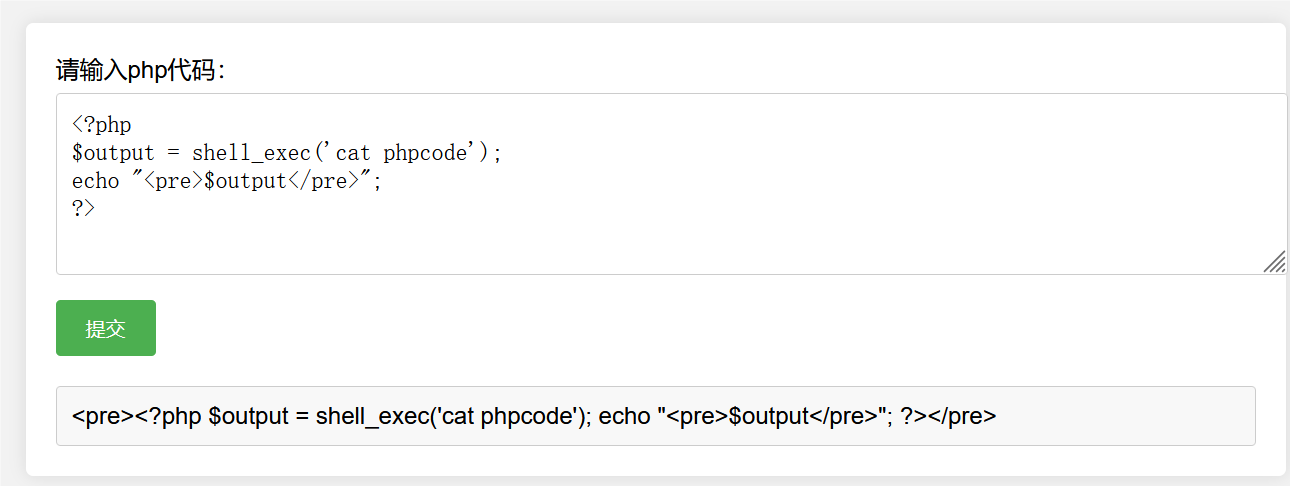 请输入php代码：
<?php
$output = shell_exec('cat phpcode');
echo "<pre>$output</pre>";
?>
提交
<pre><?php $output = shell_exec('cat phpcode'); echo "<pre>$output</pre>"; ?></pre>